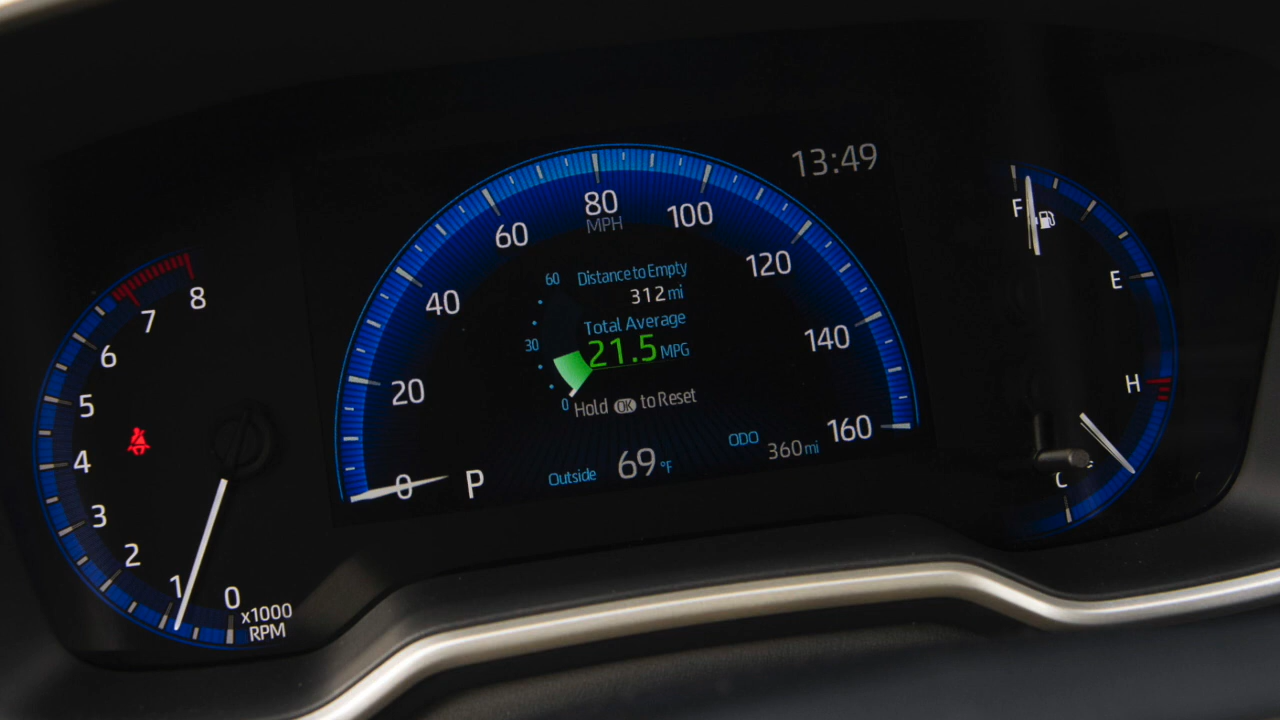 13:49
8
7
6
5
4
3
2
1
0
x1000
RPM
0
20
40
60
80
MPH
100
120
140
160
60
30
0
Distance to Empty
312 mi
Total Average
21.5 MPG
Hold OK to Reset
P
Outside 69 °F
ODO
360 mi
F
E
H
C